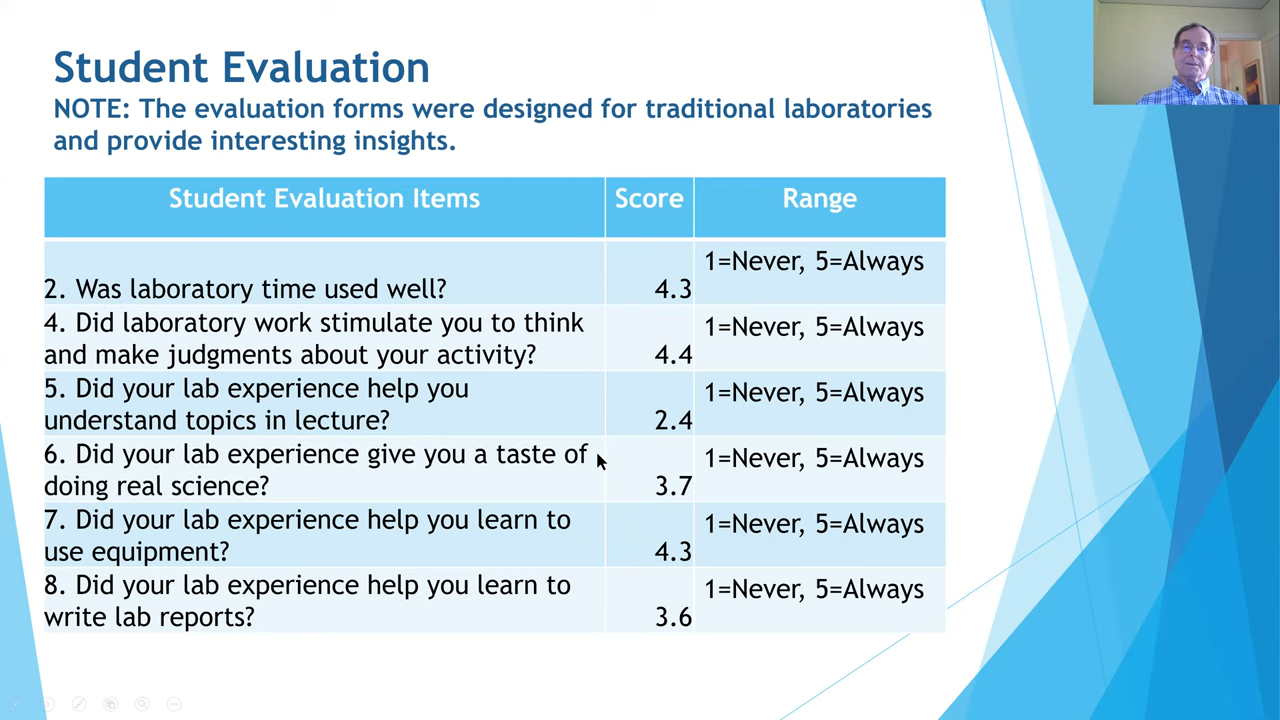 Student Evaluation
NOTE: The evaluation forms were designed for traditional laboratories
and provide interesting insights.
Student Evaluation Items Score Range
2. Was laboratory time used well? 4.3 1=Never, 5=Always
4. Did laboratory work stimulate you to think
and make judgments about your activity? 4.4 1=Never, 5=Always
5. Did your lab experience help you
understand topics in lecture? 2.4 1=Never, 5=Always
6. Did your lab experience give you a taste of
doing real science? 3.7 1=Never, 5=Always
7. Did your lab experience help you learn to
use equipment? 4.3 1=Never, 5=Always
8. Did your lab experience help you learn to
write lab reports? 3.6 1=Never, 5=Always